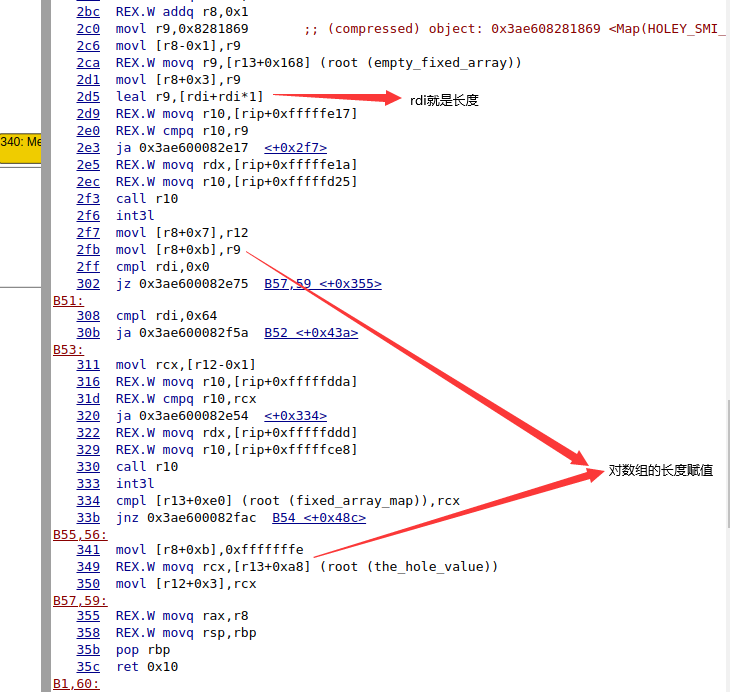 2bc REX.W addq r8,0x1
2c0 movl r9,0x8281869 ;; (compressed) object: 0x3ae608281869 <Map(HOLEY_SMI_
2c6 movl [r8-0x1],r9
2ca REX.W movq r9,[r13+0x168] (root (empty_fixed_array))
2d1 movl [r8+0x3],r9
2d5 leal r9,[rdi+rdi*1] rdi就是长度
2d9 REX.W movq r10,[rip+0xfffffe17]
2e0 REX.W cmpq r10,r9
340: Me
2e3 ja 0x3ae600082e17 <+0x2f7>
2e5 REX.W movq rdx,[rip+0xfffffe1a]
2ec REX.W movq r10,[rip+0xfffffd25]
2f3 call r10
2f6 int3l
2f7 movl [r8+0x7],r12
2fb movl [r8+0xb],r9
2ff cmpl rdi,0x0
302 jz 0x3ae600082e75 B57,59 <+0x355>
B51:
308 cmpl rdi,0x64
30b ja 0x3ae600082f5a B52 <+0x43a>
B53:
311 movl rcx,[r12-0x1]
316 REX.W movq r10,[rip+0xfffffdda]
31d REX.W cmpq r10,rcx
320 ja 0x3ae600082e54 <+0x334>
322 REX.W movq rdx,[rip+0xfffffddd]
329 REX.W movq r10,[rip+0xfffffce8]
330 call r10
对数组的长度赋值
333 int3l
334 cmpl [r13+0xe0] (root (fixed_array_map)),rcx
33b jnz 0x3ae600082fac B54 <+0x48c>
B55,56:
341 movl [r8+0xb],0xfffffffe
349 REX.W movq rcx,[r13+0xa8] (root (the_hole_value))
350 movl [r12+0x3],rcx
B57,59:
355 REX.W movq rax,r8
358 REX.W movq rsp,rbp
35b pop rbp
35c ret 0x10
B1,60: